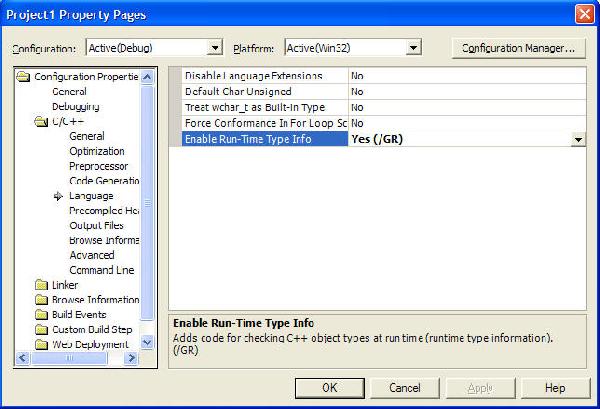 Project1 Property Pages
Configuration: Active(Debug) Platform: Active(Win32) Configuration Manager...
Configuration Propertie
General
Debugging
C/C++
General
Optimization
Preprocessor
Code Generatio
Language
Precompiled Hea
Output Files
Browse Informa
Advanced
Command Line
Linker
Browse Information
Build Events
Custom Build Step
Web Deployment
Disable Language Extensions No
Default Char Unsigned No
Treat wchar_t as Built-in Type No
Force Conformance In For Loop Sc No
Enable Run-Time Type Info Yes (/GR)
Enable Run-Time Type Info
Adds code for checking C++ object types at run time (runtime type information).
(/GR)
OK Cancel Apply Help